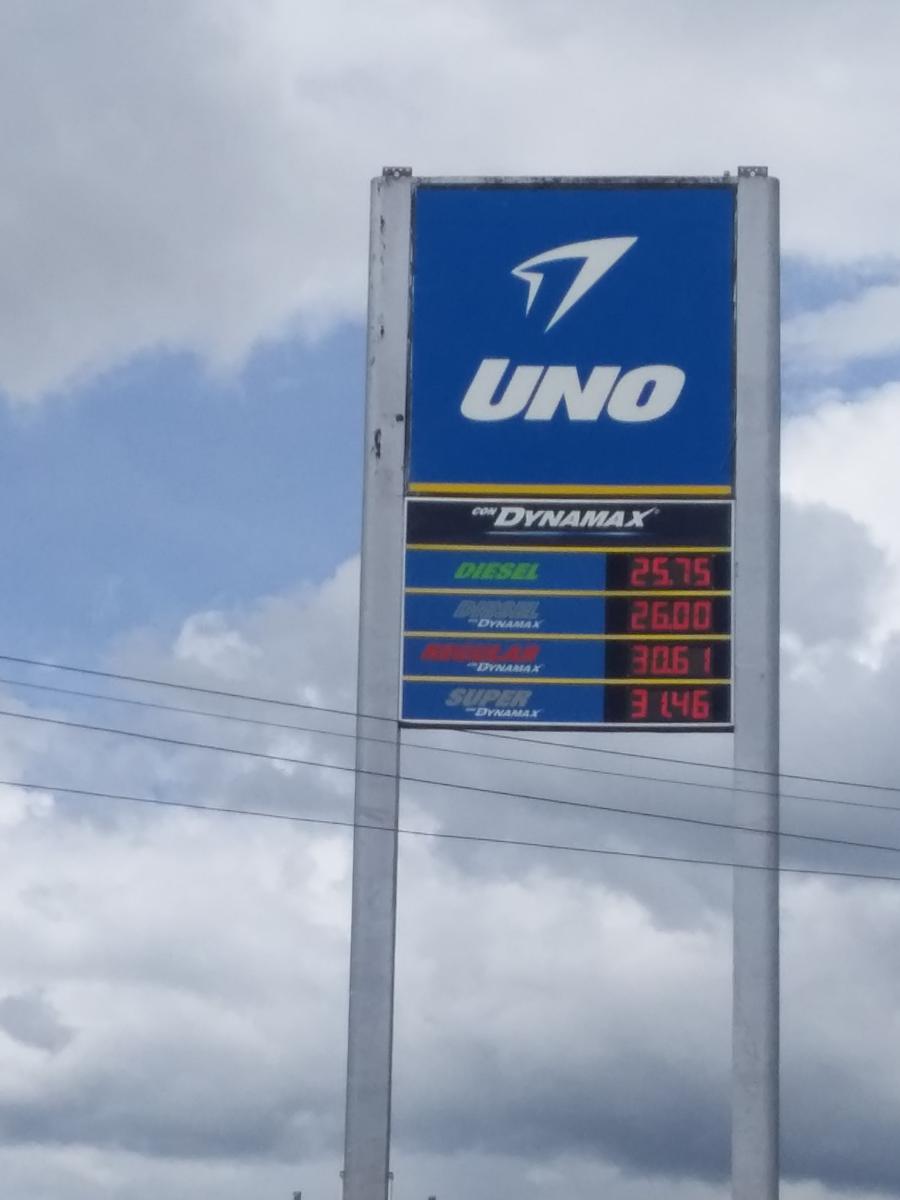 UNO
CON DYNAMAX®
DIESEL 25.75
DIESEL 26.00
CON DYNAMAX
REGULAR 30.61
CON DYNAMAX
SUPER 31.46
CON DYNAMAX